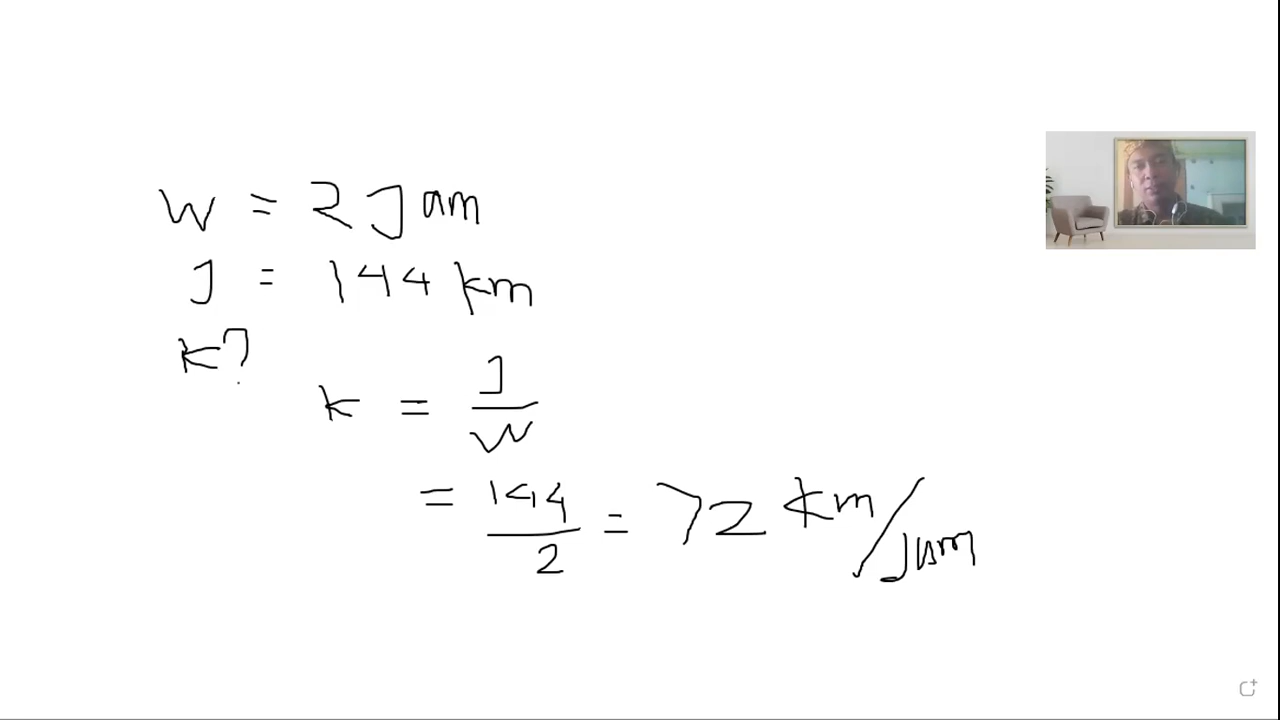 W = 2 Jam
J = 144 km
K?
K = J/W
= 144/2 = 72 Km/Jam